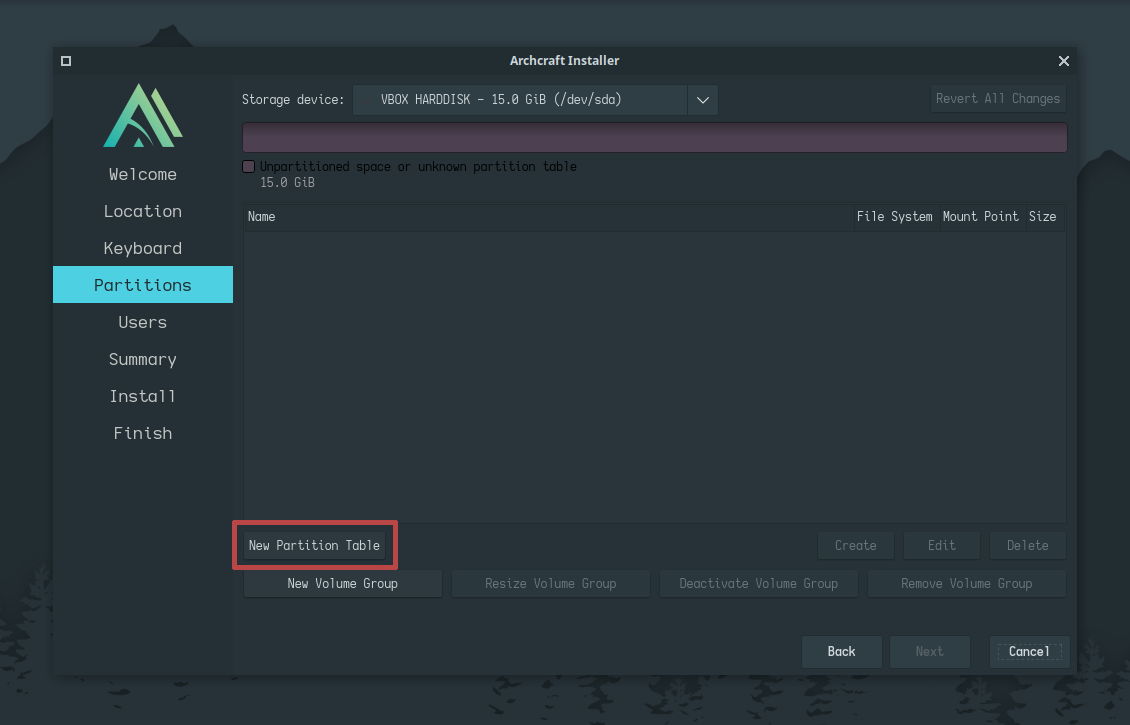 Archcraft Installer
Storage device: VBOX HARDDISK – 15.0 GiB (/dev/sda) Revert All Changes
Unpartitioned space or unknown partition table
15.0 GiB
Welcome
Location
Keyboard
Partitions
Users
Summary
Install
Finish
Name File System Mount Point Size
New Partition Table Create Edit Delete
New Volume Group Resize Volume Group Deactivate Volume Group Remove Volume Group
Back Next Cancel